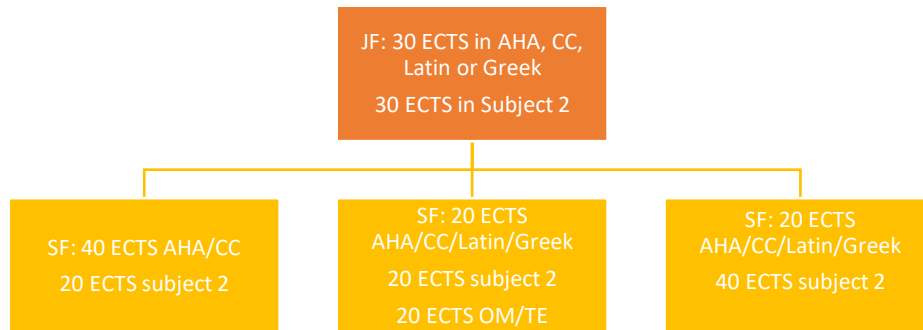 JF: 30 ECTS in AHA, CC,
Latin or Greek
30 ECTS in Subject 2
SF: 40 ECTS AHA/CC
20 ECTS subject 2
SF: 20 ECTS
AHA/CC/Latin/Greek
20 ECTS subject 2
20 ECTS OM/TE
SF: 20 ECTS
AHA/CC/Latin/Greek
40 ECTS subject 2